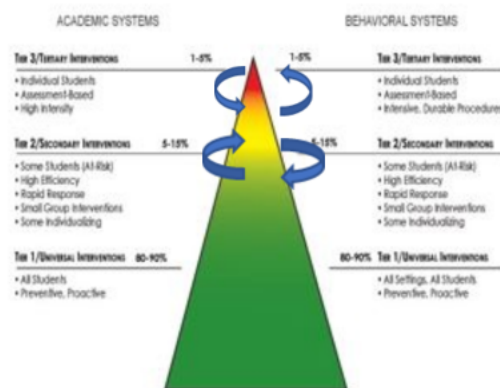 ACADEMIC SYSTEMS
TIER 3/TERTIARY INTERVENTIONS 1-5%
• Individual Students
• Assessment-Based
• High Intensity
TIER 2/SECONDARY INTERVENTIONS 5-15%
• Some Students (At-Risk)
• High Efficiency
• Rapid Response
• Small Group Interventions
• Some Individualizing
TIER 1/UNIVERSAL INTERVENTIONS 80-90%
• All Students
• Preventive, Proactive
BEHAVIORAL SYSTEMS
1-5% TIER 3/TERTIARY INTERVENTIONS
• Individual Students
• Assessment-Based
• Intensive, Durable Procedures
5-15% TIER 2/SECONDARY INTERVENTIONS
• Some Students (At-Risk)
• High Efficiency
• Rapid Response
• Small Group Interventions
• Some Individualizing
80-90% TIER 1/UNIVERSAL INTERVENTIONS
• All Settings, All Students
• Preventive, Proactive